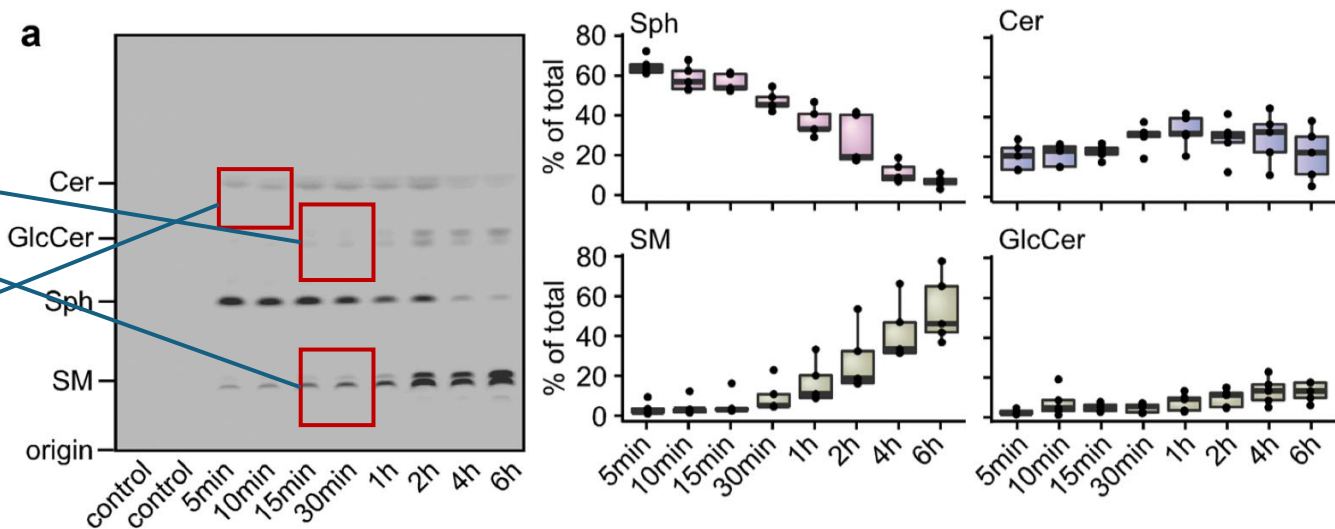 a
Cer
GlcCer
Sph
SM
origin
control
control
5min
10min
15min
30min
1h
2h
4h
6h
Sph
% of total
80
60
40
20
0
Cer
SM
% of total
80
60
40
20
0
5min
10min
15min
30min
1h
2h
4h
6h
GlcCer
5min
10min
15min
30min
1h
2h
4h
6h